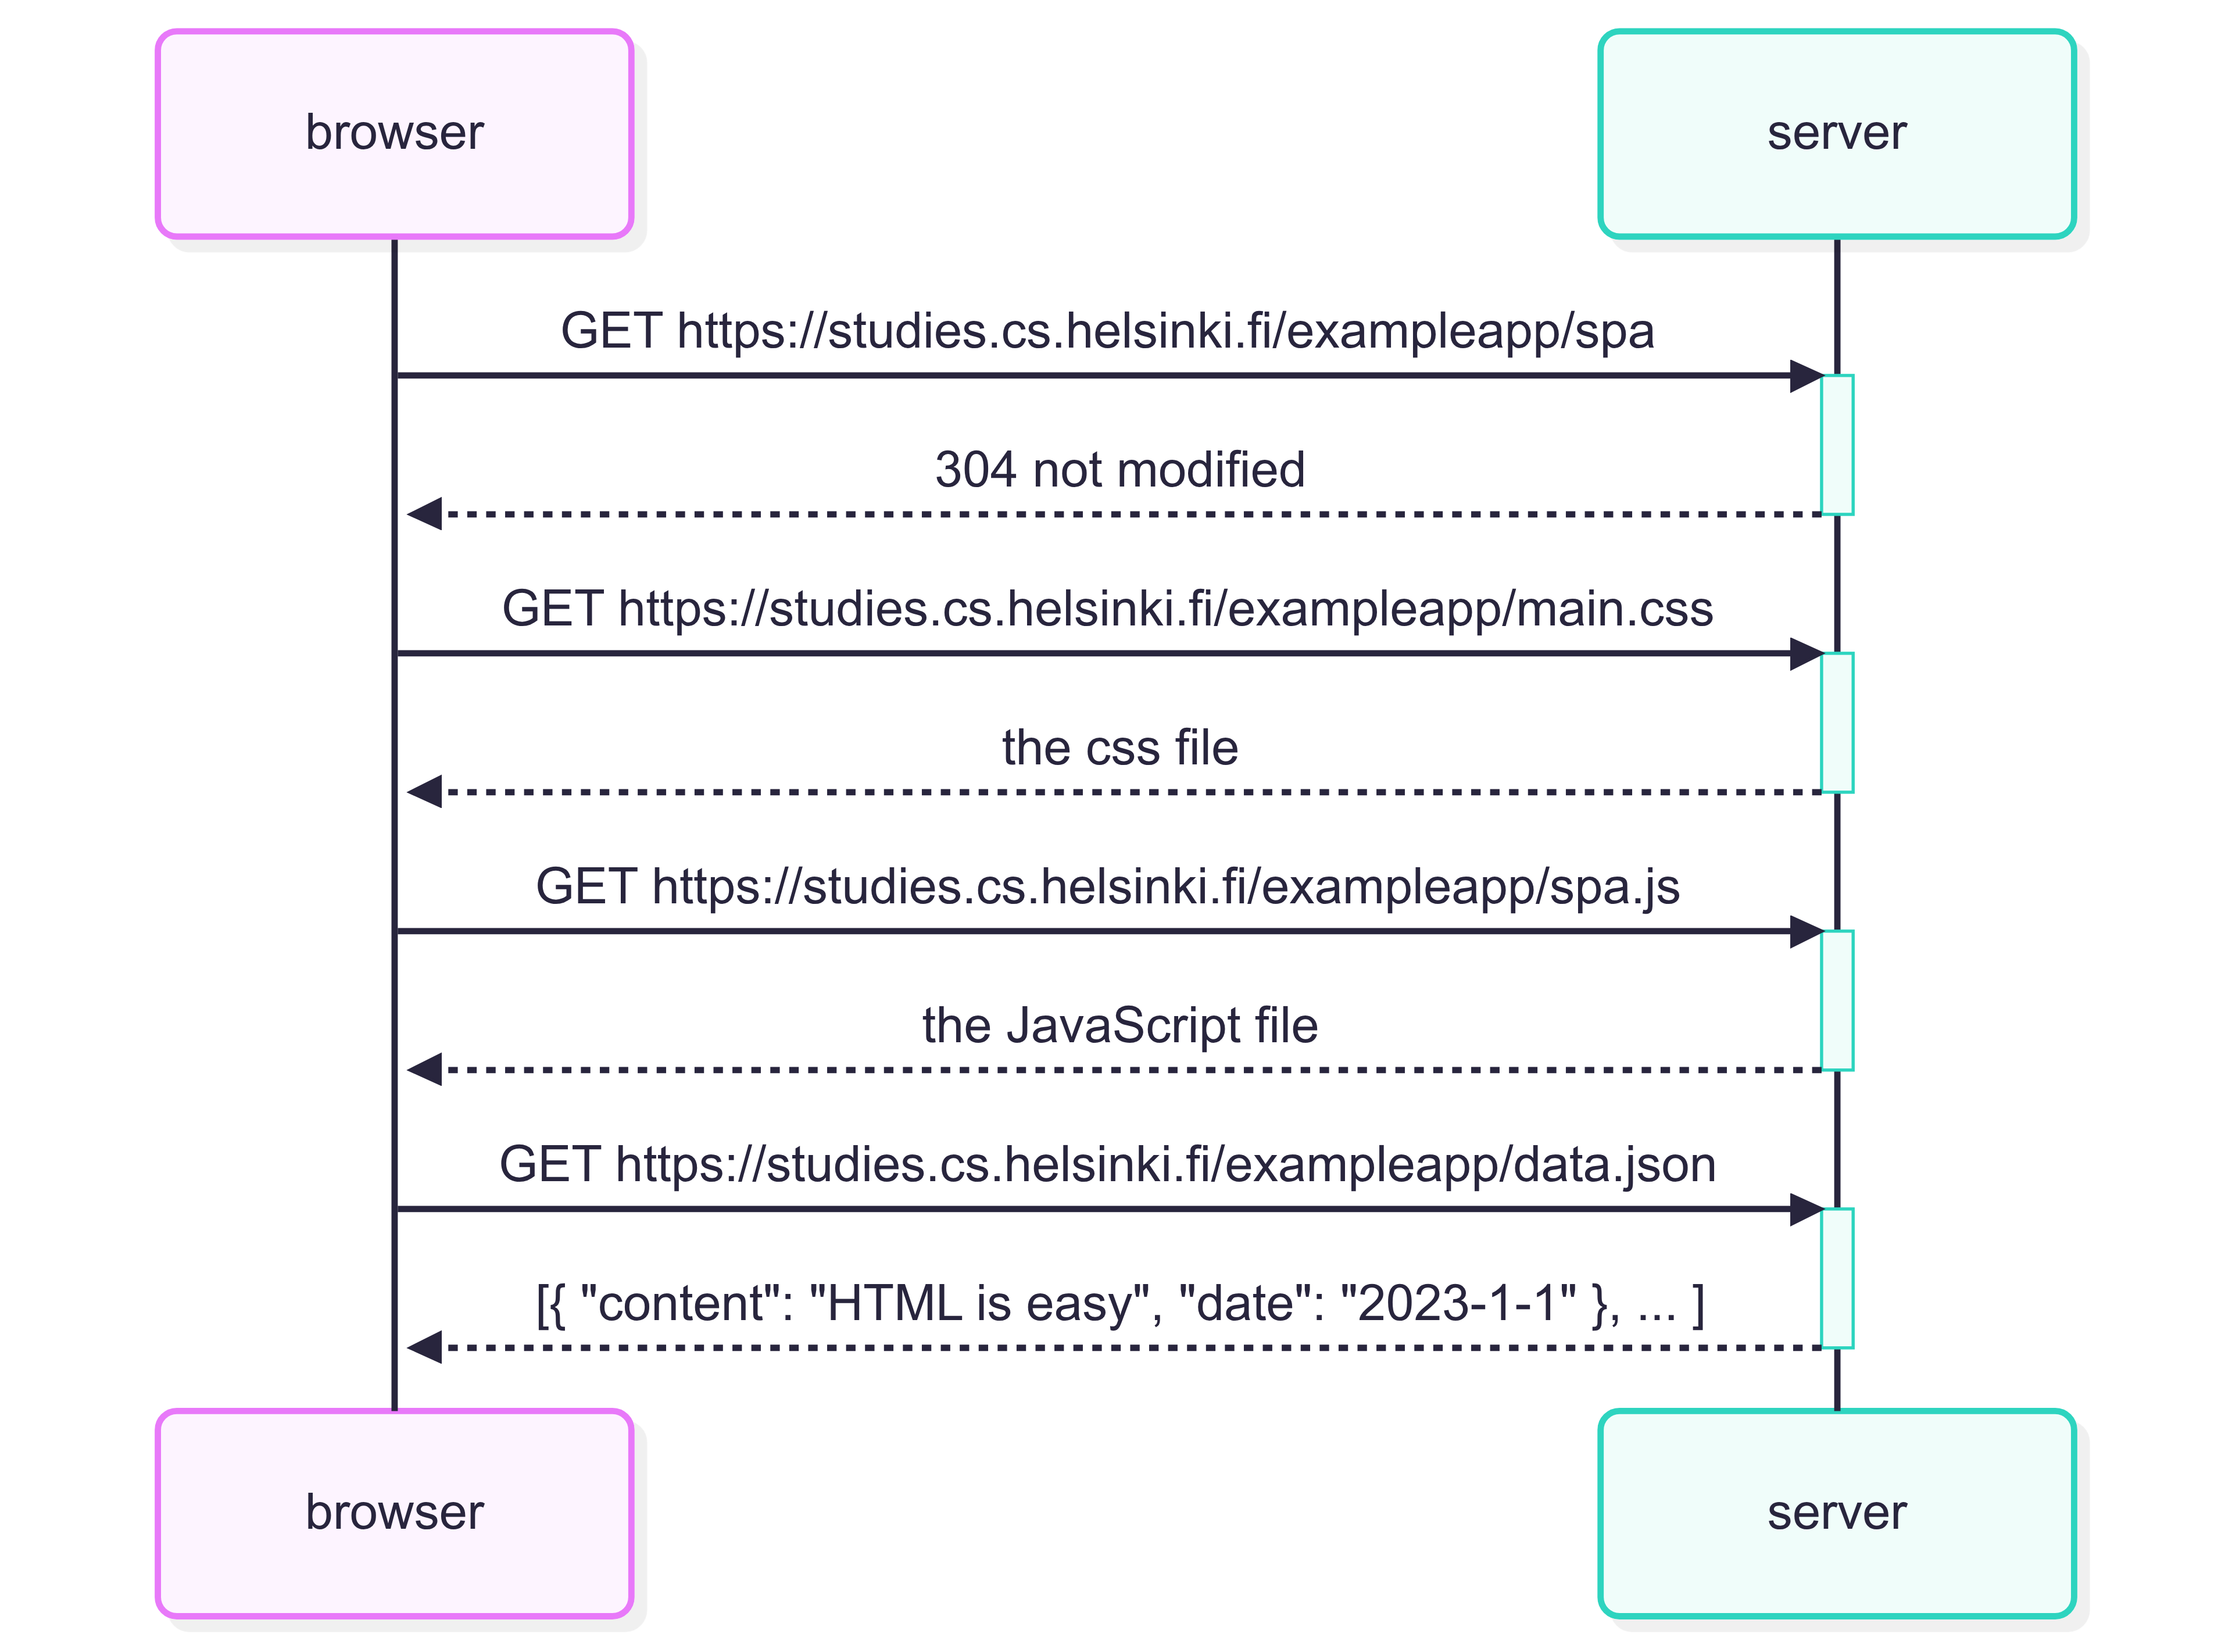 browser
server
GET https://studies.cs.helsinki.fi/exampleapp/spa
304 not modified
GET https://studies.cs.helsinki.fi/exampleapp/main.css
the css file
GET https://studies.cs.helsinki.fi/exampleapp/spa.js
the JavaScript file
GET https://studies.cs.helsinki.fi/exampleapp/data.json
[{ "content": "HTML is easy", "date": "2023-1-1" }, ... ]
browser
server